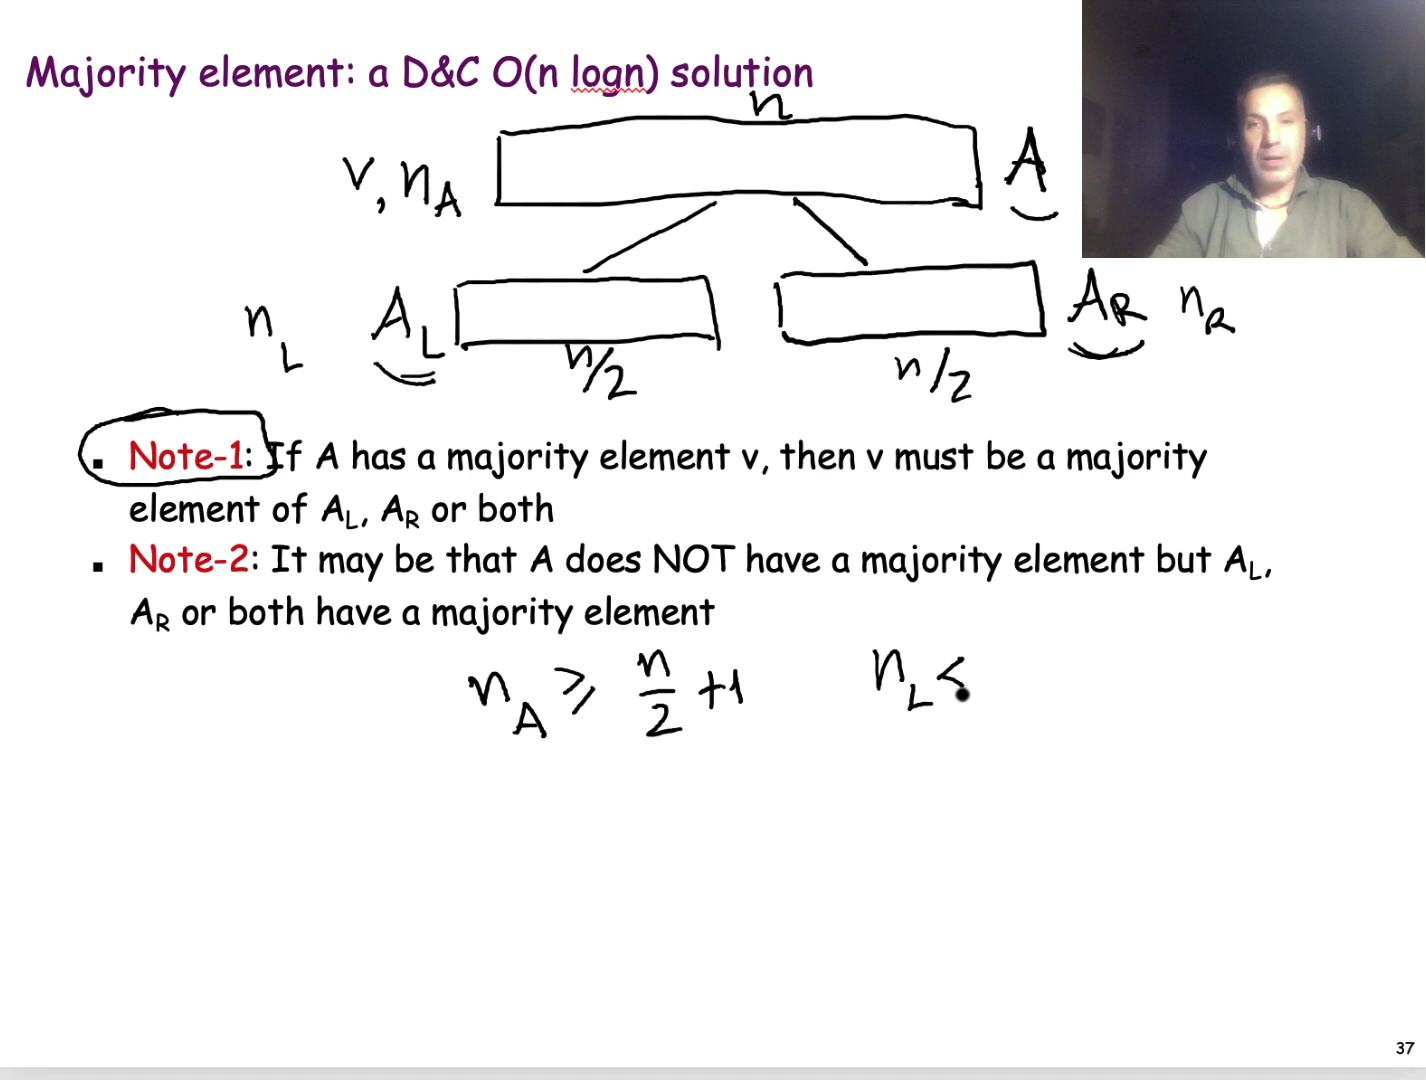 Majority element: a D&C O(n logn) solution
n
v, nA A
nL AL AR nR
n/2 n/2
▪ Note-1: If A has a majority element v, then v must be a majority
element of AL, AR or both
▪ Note-2: It may be that A does NOT have a majority element but AL,
AR or both have a majority element
nA ⩾ n/2 +1 nL <
37